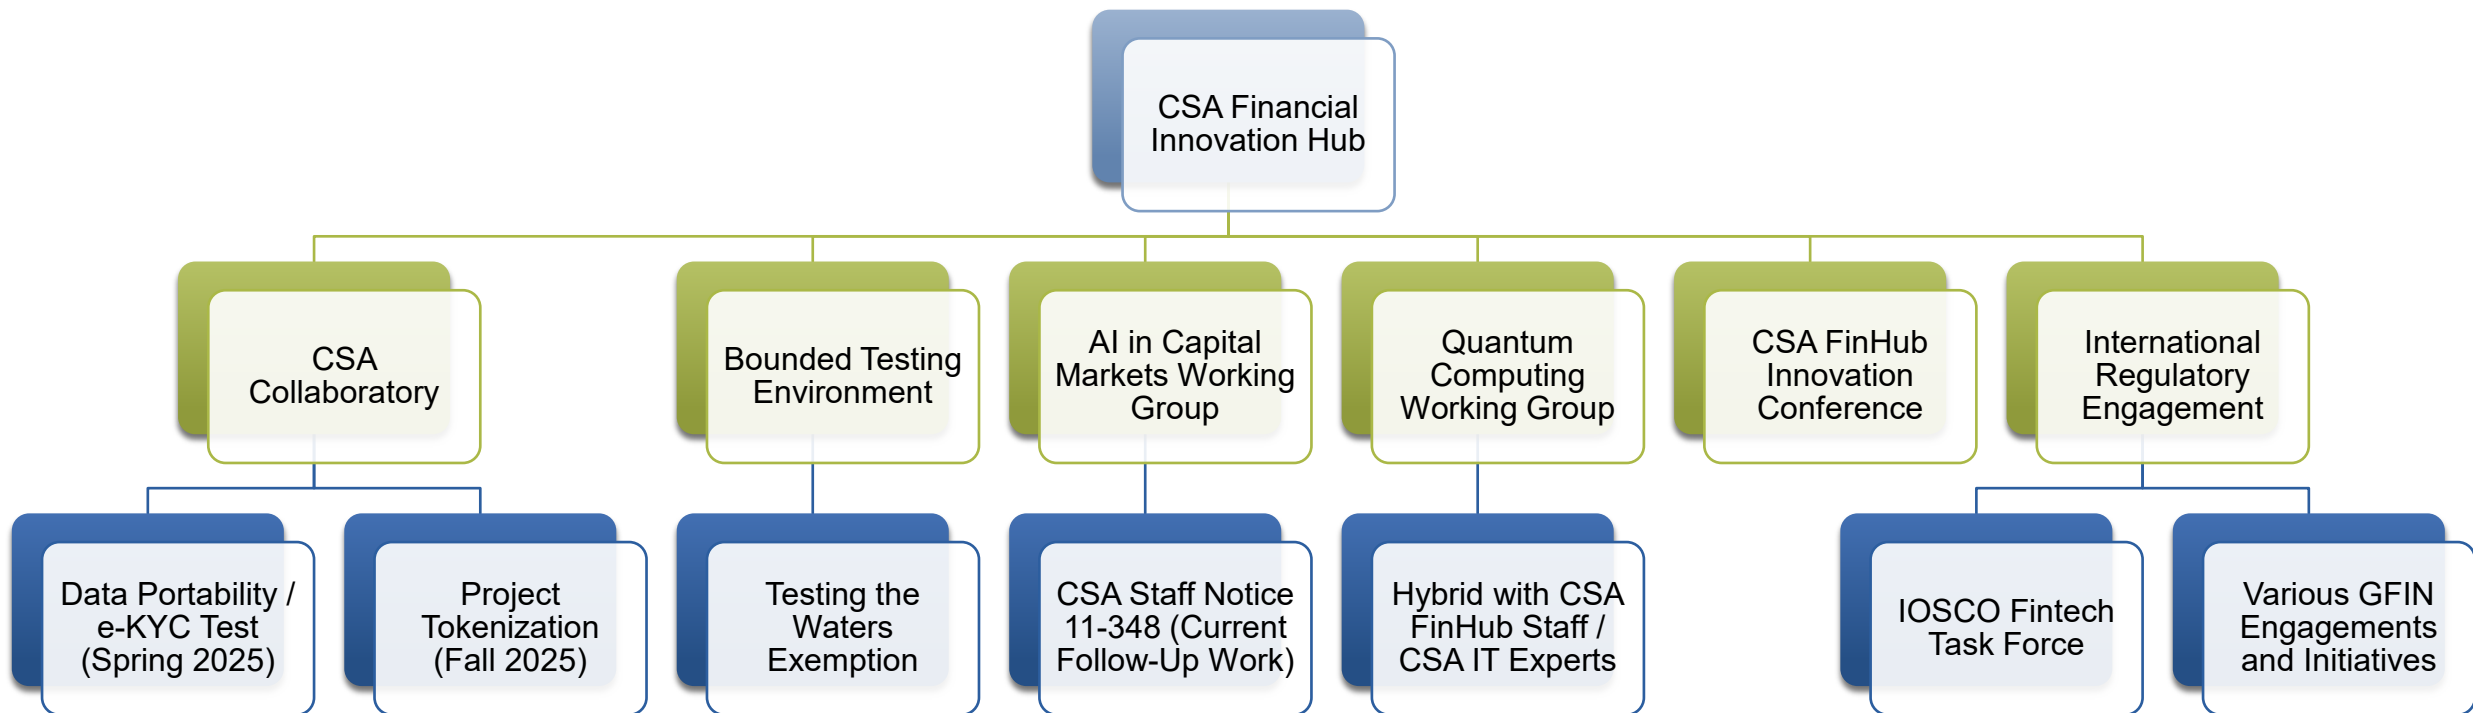 CSA Financial
Innovation Hub
CSA
Collaboratory
Bounded Testing
Environment
AI in Capital
Markets Working
Group
Quantum
Computing
Working Group
CSA FinHub
Innovation
Conference
International
Regulatory
Engagement
Data Portability /
e-KYC Test
(Spring 2025)
Project
Tokenization
(Fall 2025)
Testing the
Waters
Exemption
CSA Staff Notice
11-348 (Current
Follow-Up Work)
Hybrid with CSA
FinHub Staff /
CSA IT Experts
IOSCO Fintech
Task Force
Various GFIN
Engagements
and Initiatives